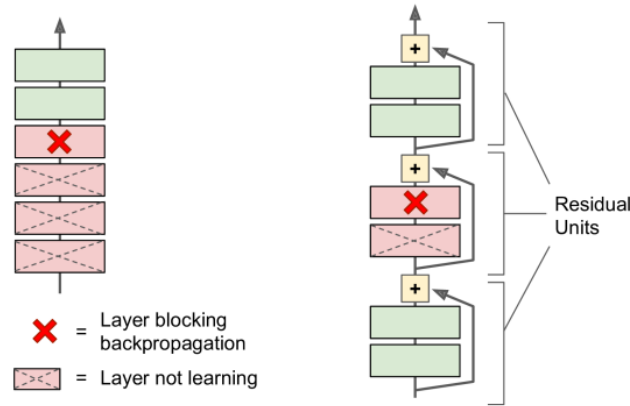 +
+
Residual
Units
+
= Layer blocking
backpropagation
= Layer not learning